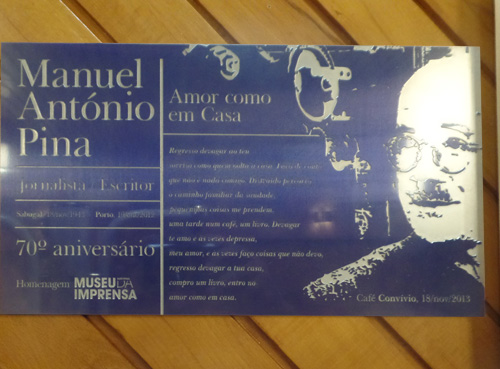 Manuel
António
Pina
Jornalista Escritor
Sabugal, Porto,
70º aniversário
Homenagem MUSEU DA
IMPRENSA
Amor como
em Casa
Regresso devagar ao teu
sorriso como quem volta a casa. Faço de conta
que não é nada comigo. Distraído percorro
o caminho familiar da saudade,
pequeninas coisas me prendem,
uma tarde num café, um livro. Devagar
te amo e às vezes depressa,
meu amor, e às vezes faço coisas que não devo,
regresso devagar a tua casa,
compro um livro, entro no
amor como em casa.
Café Convívio, 18/nov/2013